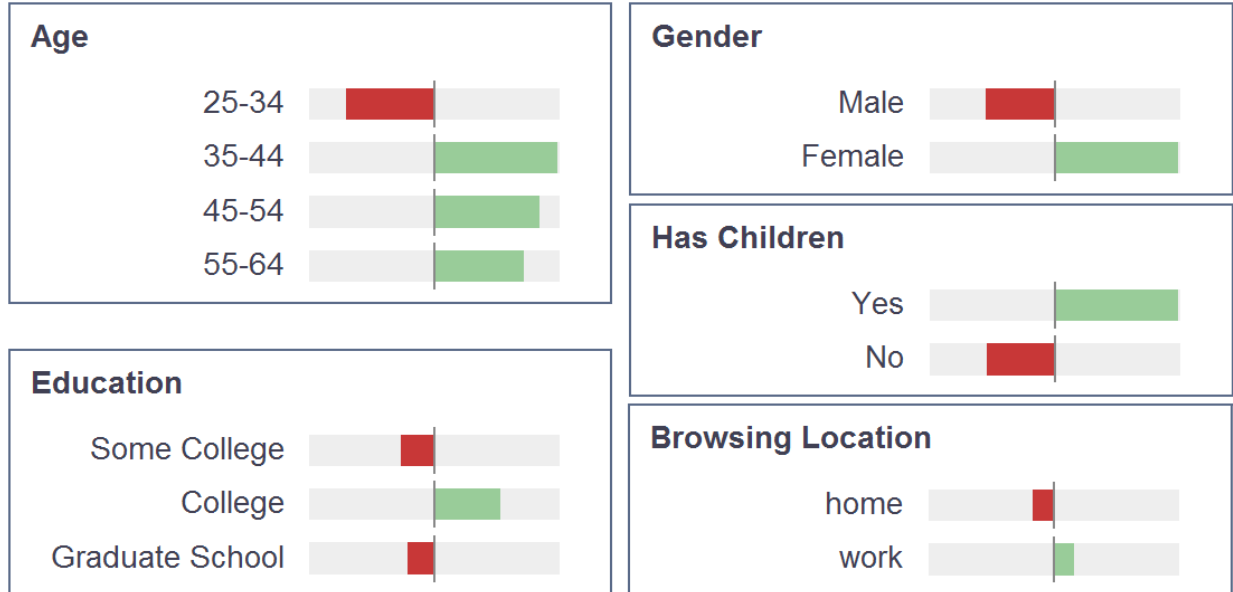 Age
25-34
35-44
45-54
55-64
Education
Some College
College
Graduate School
Gender
Male
Female
Has Children
Yes
No
Browsing Location
home
work